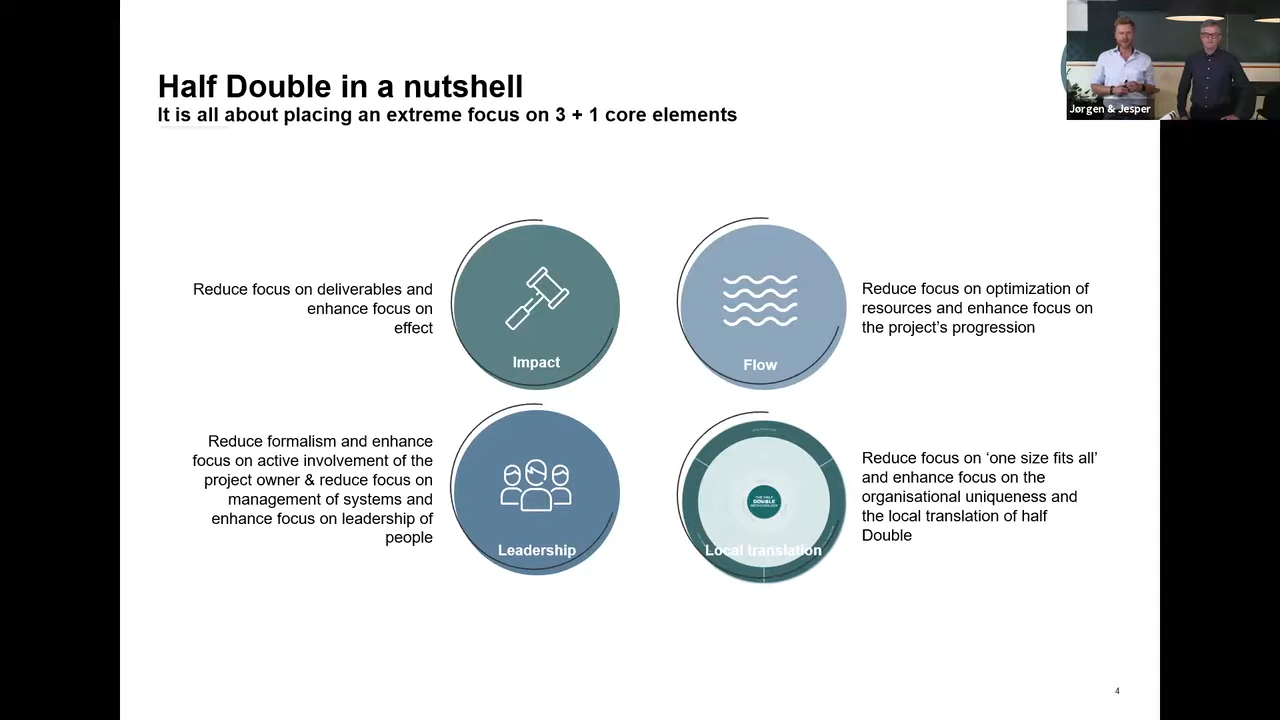 Half Double in a nutshell
It is all about placing an extreme focus on 3 + 1 core elements
Jørgen & Jesper
Reduce focus on deliverables and
enhance focus on
effect
Impact
Flow
Reduce focus on optimization of
resources and enhance focus on
the project’s progression
Reduce formalism and enhance
focus on active involvement of the
project owner & reduce focus on
management of systems and
enhance focus on leadership of
people
Leadership
THE HALF
DOUBLE
METHODOLOGY
Local translation
Reduce focus on ‘one size fits all’
and enhance focus on the
organisational uniqueness and
the local translation of half
Double
4